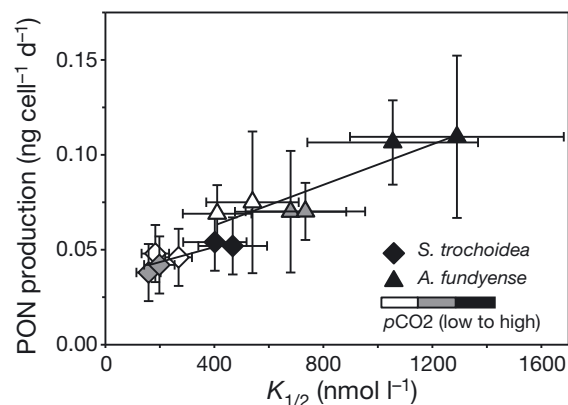 PON production (ng cell⁻¹ d⁻¹)
0.15
0.10
0.05
0.00
S. trochoidea
A. fundyense
pCO2 (low to high)
0 400 800 1200 1600
K1/2 (nmol l⁻¹)